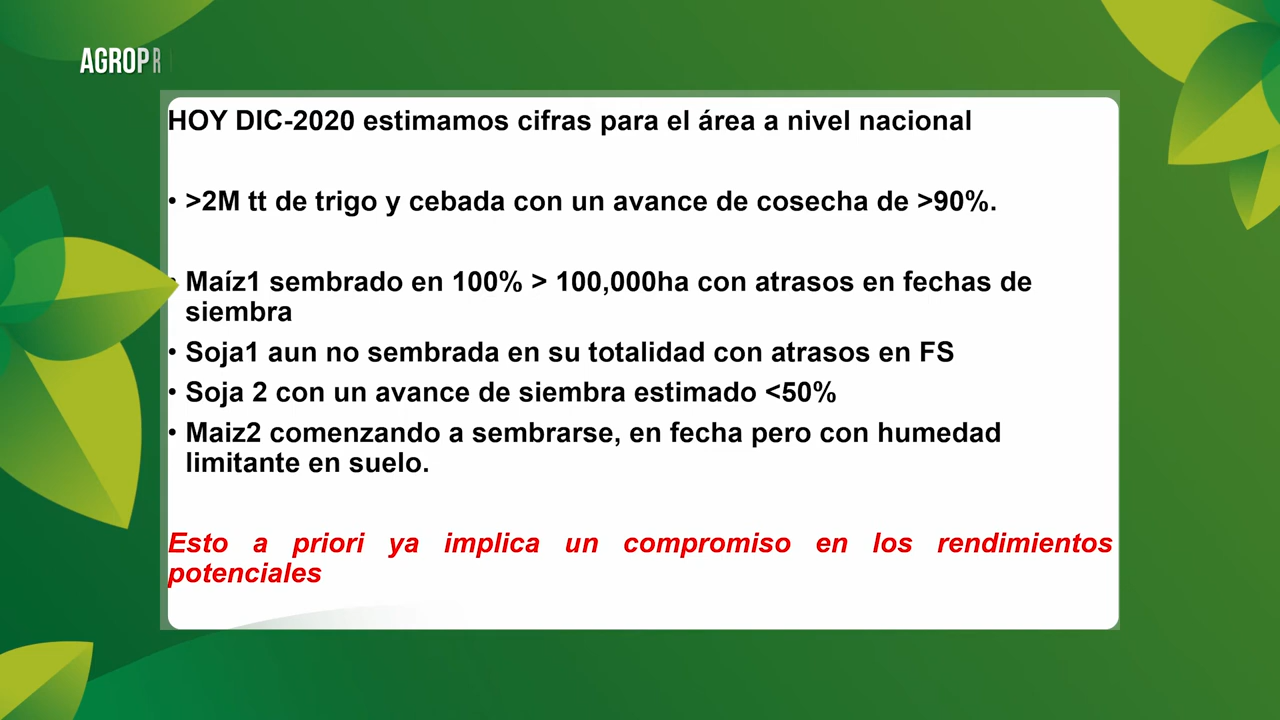 AGROPR
HOY DIC-2020 estimamos cifras para el área a nivel nacional
• >2M tt de trigo y cebada con un avance de cosecha de >90%.
• Maíz1 sembrado en 100% > 100,000ha con atrasos en fechas de
siembra
• Soja1 aun no sembrada en su totalidad con atrasos en FS
• Soja 2 con un avance de siembra estimado <50%
• Maiz2 comenzando a sembrarse, en fecha pero con humedad
limitante en suelo.
Esto a priori ya implica un compromiso en los rendimientos
potenciales